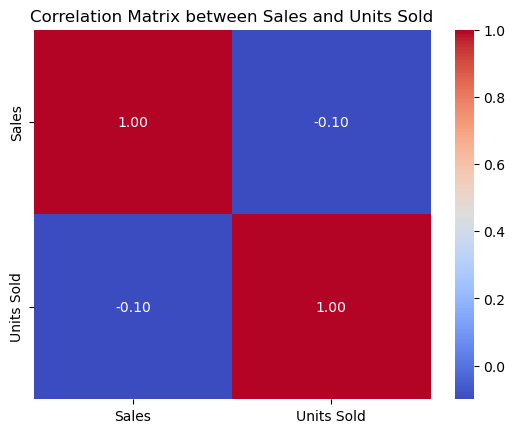 Correlation Matrix between Sales and Units Sold
Sales
Units Sold
1.00
-0.10
-0.10
1.00
Sales
Units Sold
1.0
0.8
0.6
0.4
0.2
0.0